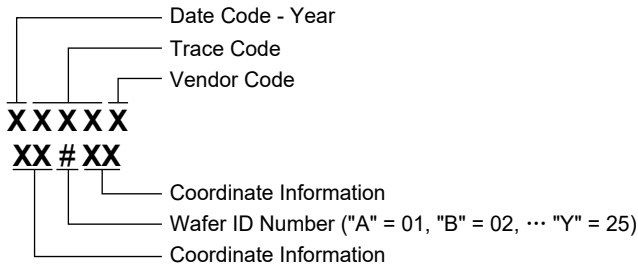 Date Code - Year
Trace Code
Vendor Code
X X X X X
XX # XX
Coordinate Information
Wafer ID Number ("A" = 01, "B" = 02, ··· "Y" = 25)
Coordinate Information